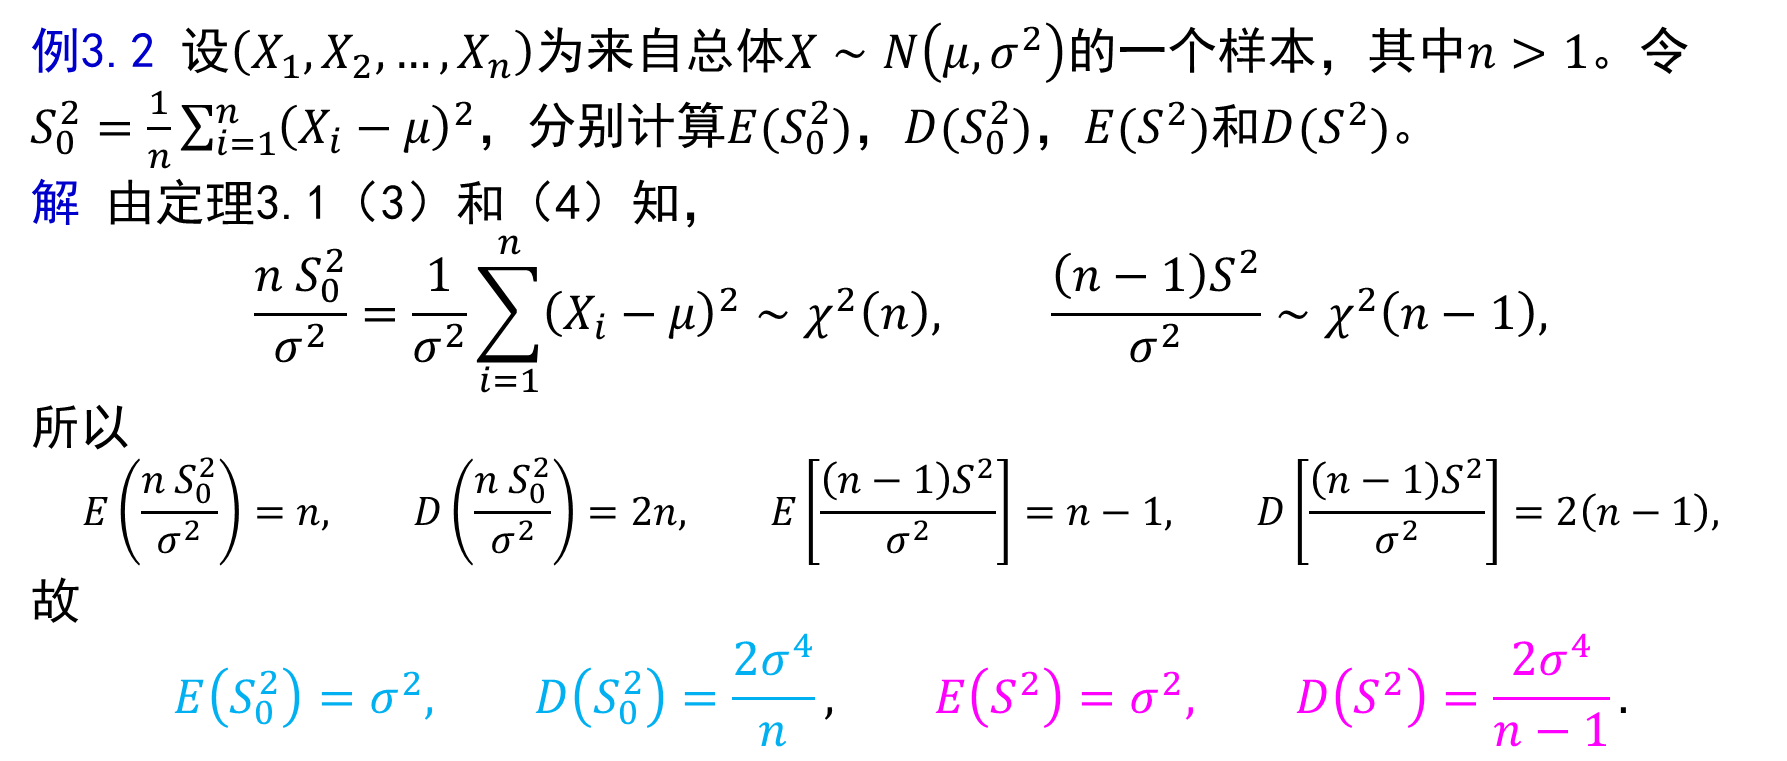 例3.2 设(X₁, X₂, …, Xₙ)为来自总体X ~ N(μ, σ²)的一个样本，其中n > 1。令
S₀² = 1/n ∑ᵢ₌₁ⁿ(Xᵢ − μ)²，分别计算E(S₀²)，D(S₀²)，E(S²)和D(S²)。
解 由定理3.1（3）和（4）知，
n S₀²/σ² = 1/σ² ∑ᵢ₌₁ⁿ(Xᵢ − μ)² ~ χ²(n), (n − 1)S²/σ² ~ χ²(n − 1),
所以
E(n S₀²/σ²) = n, D(n S₀²/σ²) = 2n, E[(n − 1)S²/σ²] = n − 1, D[(n − 1)S²/σ²] = 2(n − 1),
故
E(S₀²) = σ², D(S₀²) = 2σ⁴/n, E(S²) = σ², D(S²) = 2σ⁴/(n − 1).